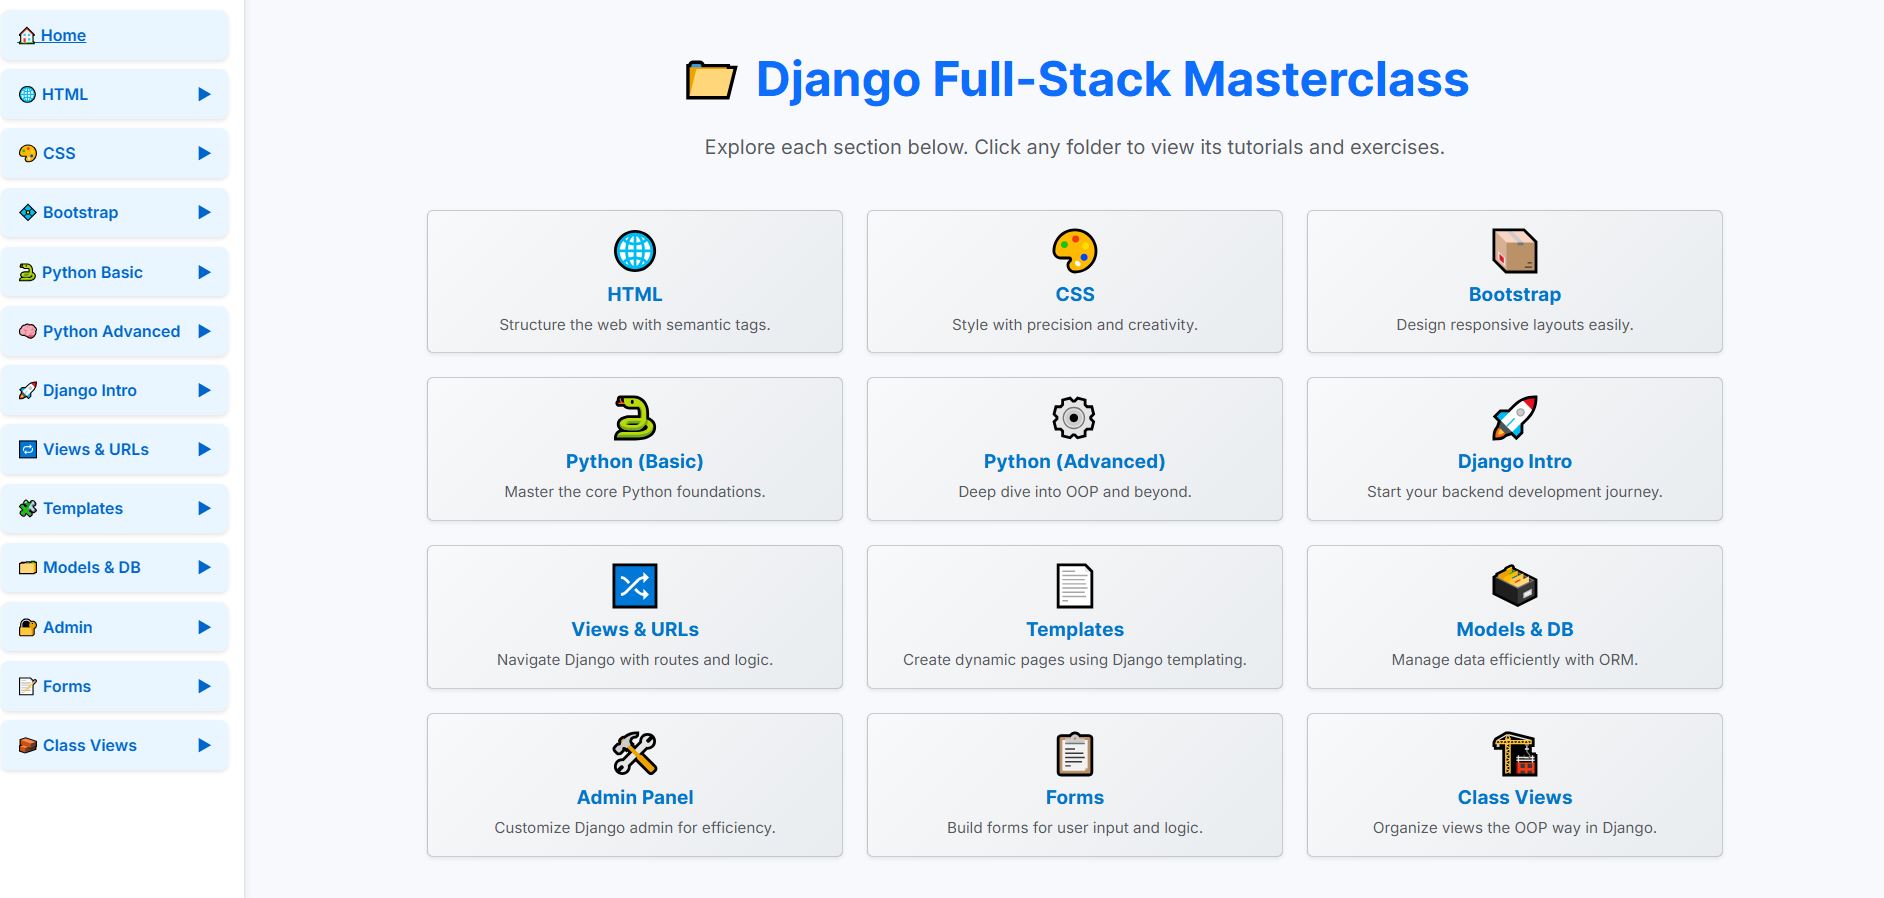 Home
HTML
CSS
Bootstrap
Python Basic
Python Advanced
Django Intro
Views & URLs
Templates
Models & DB
Admin
Forms
Class Views
Django Full-Stack Masterclass
Explore each section below. Click any folder to view its tutorials and exercises.
HTML
Structure the web with semantic tags.
CSS
Style with precision and creativity.
Bootstrap
Design responsive layouts easily.
Python (Basic)
Master the core Python foundations.
Python (Advanced)
Deep dive into OOP and beyond.
Django Intro
Start your backend development journey.
Views & URLs
Navigate Django with routes and logic.
Templates
Create dynamic pages using Django templating.
Models & DB
Manage data efficiently with ORM.
Admin Panel
Customize Django admin for efficiency.
Forms
Build forms for user input and logic.
Class Views
Organize views the OOP way in Django.